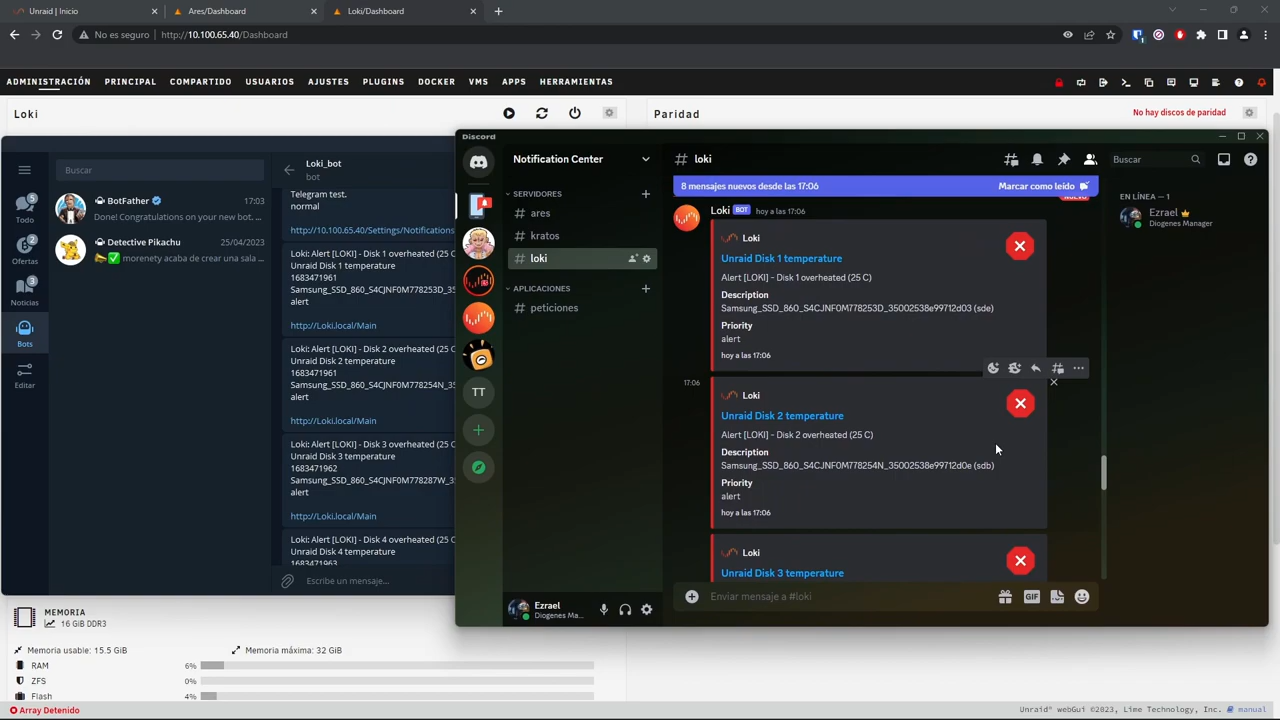 Unraid | Inicio
Ares/Dashboard
Loki/Dashboard
No es seguro
http://10.100.65.40/Dashboard
ADMINISTRACIÓN PRINCIPAL COMPARTIDO USUARIOS AJUSTES PLUGINS DOCKER VMS APPS HERRAMIENTAS
Loki
Paridad
No hay discos de paridad
Buscar
Todo
Ofertas
Noticias
Bots
Editar
BotFather 17:03
Done! Congratulations on your new bot. ...
Detective Pikachu 25/04/2023
morenety acaba de crear una sala ...
Loki_bot
bot
Telegram test.
normal
http://10.100.65.40/Settings/Notifications
Loki: Alert [LOKI] - Disk 1 overheated (25 C
Unraid Disk 1 temperature
1683471961
Samsung_SSD_860_S4CJNF0M778253D_35
alert
http://Loki.local/Main
Loki: Alert [LOKI] - Disk 2 overheated (25 C
Unraid Disk 2 temperature
1683471961
Samsung_SSD_860_S4CJNF0M778254N_35
alert
http://Loki.local/Main
Loki: Alert [LOKI] - Disk 3 overheated (25 C
Unraid Disk 3 temperature
1683471962
Samsung_SSD_860_S4CJNF0M778287W_3
alert
http://Loki.local/Main
Loki: Alert [LOKI] - Disk 4 overheated (25 C
Unraid Disk 4 temperature
1683471963
Escribe un mensaje...
Discord
Notification Center
SERVIDORES
ares
kratos
loki
APLICACIONES
peticiones
TT
Ezrael
Diogenes Ma...
# loki
Buscar
8 mensajes nuevos desde las 17:06
Marcar como leído
NUEVO
Loki BOT hoy a las 17:06
Loki
Unraid Disk 1 temperature
Alert [LOKI] - Disk 1 overheated (25 C)
Description
Samsung_SSD_860_S4CJNF0M778253D_35002538e99712d03 (sde)
Priority
alert
hoy a las 17:06
17:06
Loki
Unraid Disk 2 temperature
Alert [LOKI] - Disk 2 overheated (25 C)
Description
Samsung_SSD_860_S4CJNF0M778254N_35002538e99712d0e (sdb)
Priority
alert
hoy a las 17:06
Loki
Unraid Disk 3 temperature
Enviar mensaje a #loki
GIF
EN LÍNEA — 1
Ezrael
Diogenes Manager
MEMORIA
16 GiB DDR3
Memoria usable: 15.5 GiB
Memoria máxima: 32 GiB
RAM 6%
ZFS 0%
Flash 4%
Array Detenido
Unraid® webGui ©2023, Lime Technology, Inc. manual